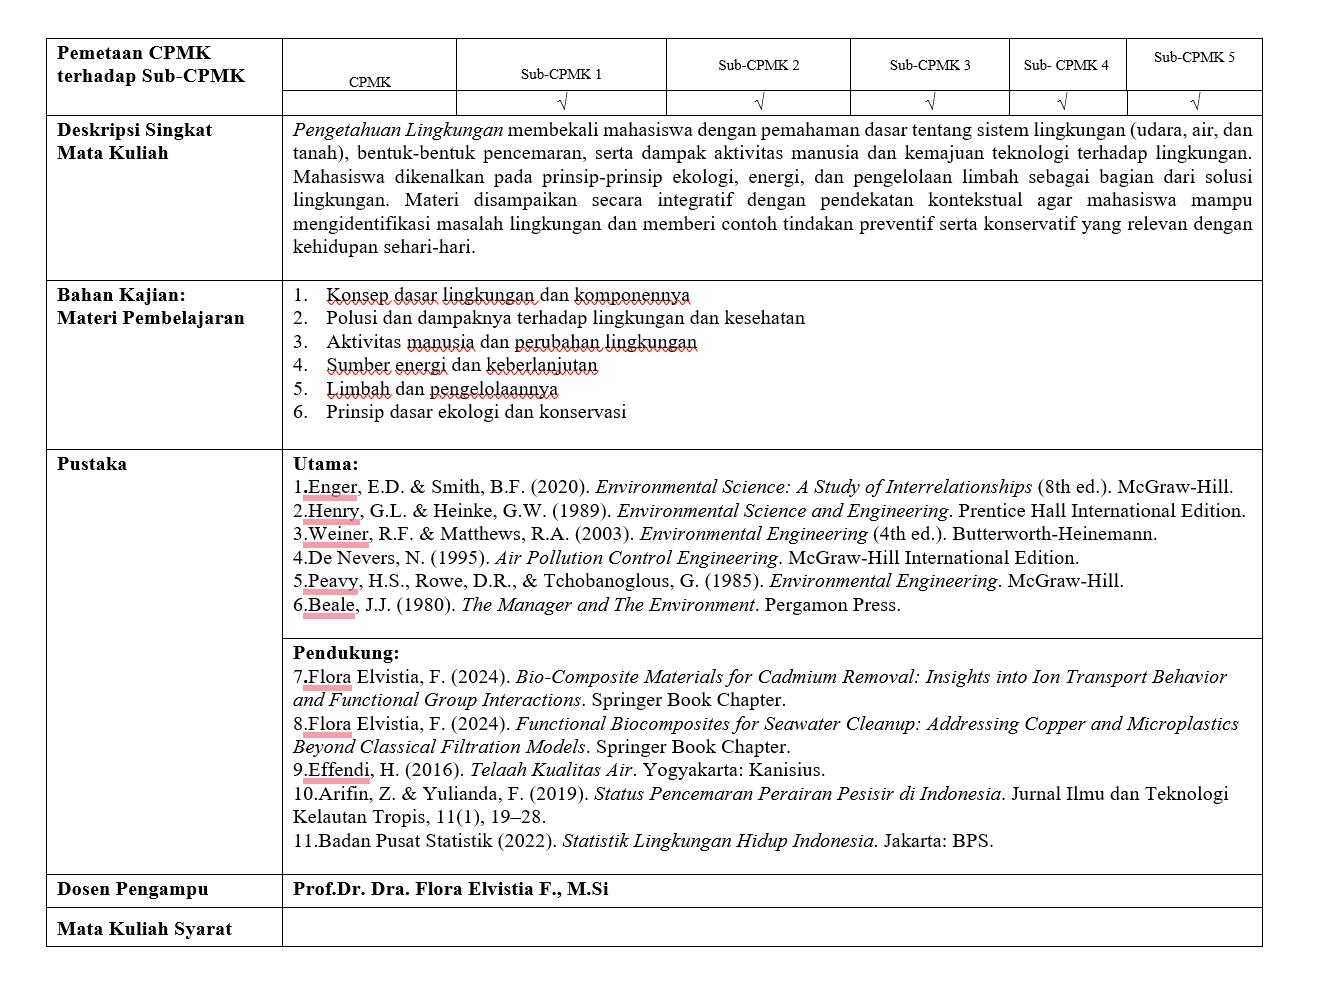 Pemetaan CPMK
terhadap Sub-CPMK
CPMK
Sub-CPMK 1
Sub-CPMK 2
Sub-CPMK 3
Sub- CPMK 4
Sub-CPMK 5
√ √ √ √ √
Deskripsi Singkat
Mata Kuliah
Pengetahuan Lingkungan membekali mahasiswa dengan pemahaman dasar tentang sistem lingkungan (udara, air, dan
tanah), bentuk-bentuk pencemaran, serta dampak aktivitas manusia dan kemajuan teknologi terhadap lingkungan.
Mahasiswa dikenalkan pada prinsip-prinsip ekologi, energi, dan pengelolaan limbah sebagai bagian dari solusi
lingkungan. Materi disampaikan secara integratif dengan pendekatan kontekstual agar mahasiswa mampu
mengidentifikasi masalah lingkungan dan memberi contoh tindakan preventif serta konservatif yang relevan dengan
kehidupan sehari-hari.
Bahan Kajian:
Materi Pembelajaran
1. Konsep dasar lingkungan dan komponennya
2. Polusi dan dampaknya terhadap lingkungan dan kesehatan
3. Aktivitas manusia dan perubahan lingkungan
4. Sumber energi dan keberlanjutan
5. Limbah dan pengelolaannya
6. Prinsip dasar ekologi dan konservasi
Pustaka
Utama:
1.Enger, E.D. & Smith, B.F. (2020). Environmental Science: A Study of Interrelationships (8th ed.). McGraw-Hill.
2.Henry, G.L. & Heinke, G.W. (1989). Environmental Science and Engineering. Prentice Hall International Edition.
3.Weiner, R.F. & Matthews, R.A. (2003). Environmental Engineering (4th ed.). Butterworth-Heinemann.
4.De Nevers, N. (1995). Air Pollution Control Engineering. McGraw-Hill International Edition.
5.Peavy, H.S., Rowe, D.R., & Tchobanoglous, G. (1985). Environmental Engineering. McGraw-Hill.
6.Beale, J.J. (1980). The Manager and The Environment. Pergamon Press.
Pendukung:
7.Flora Elvistia, F. (2024). Bio-Composite Materials for Cadmium Removal: Insights into Ion Transport Behavior
and Functional Group Interactions. Springer Book Chapter.
8.Flora Elvistia, F. (2024). Functional Biocomposites for Seawater Cleanup: Addressing Copper and Microplastics
Beyond Classical Filtration Models. Springer Book Chapter.
9.Effendi, H. (2016). Telaah Kualitas Air. Yogyakarta: Kanisius.
10.Arifin, Z. & Yulianda, F. (2019). Status Pencemaran Perairan Pesisir di Indonesia. Jurnal Ilmu dan Teknologi
Kelautan Tropis, 11(1), 19–28.
11.Badan Pusat Statistik (2022). Statistik Lingkungan Hidup Indonesia. Jakarta: BPS.
Dosen Pengampu
Prof.Dr. Dra. Flora Elvistia F., M.Si
Mata Kuliah Syarat